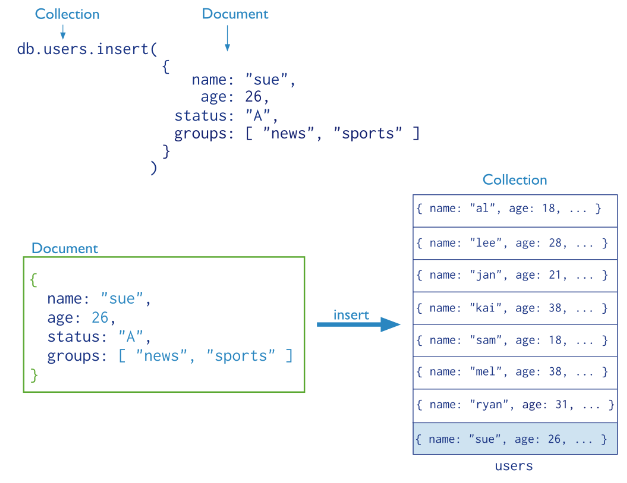 Collection Document
db.users.insert(
{
name: "sue",
age: 26,
status: "A",
groups: [ "news", "sports" ]
}
)
Collection
{ name: "al", age: 18, ... }
{ name: "lee", age: 28, ... }
{ name: "jan", age: 21, ... }
{ name: "kai", age: 38, ... }
{ name: "sam", age: 18, ... }
{ name: "mel", age: 38, ... }
{ name: "ryan", age: 31, ... }
{ name: "sue", age: 26, ... }
users
Document
{
name: "sue",
age: 26,
status: "A",
groups: [ "news", "sports" ]
}
insert